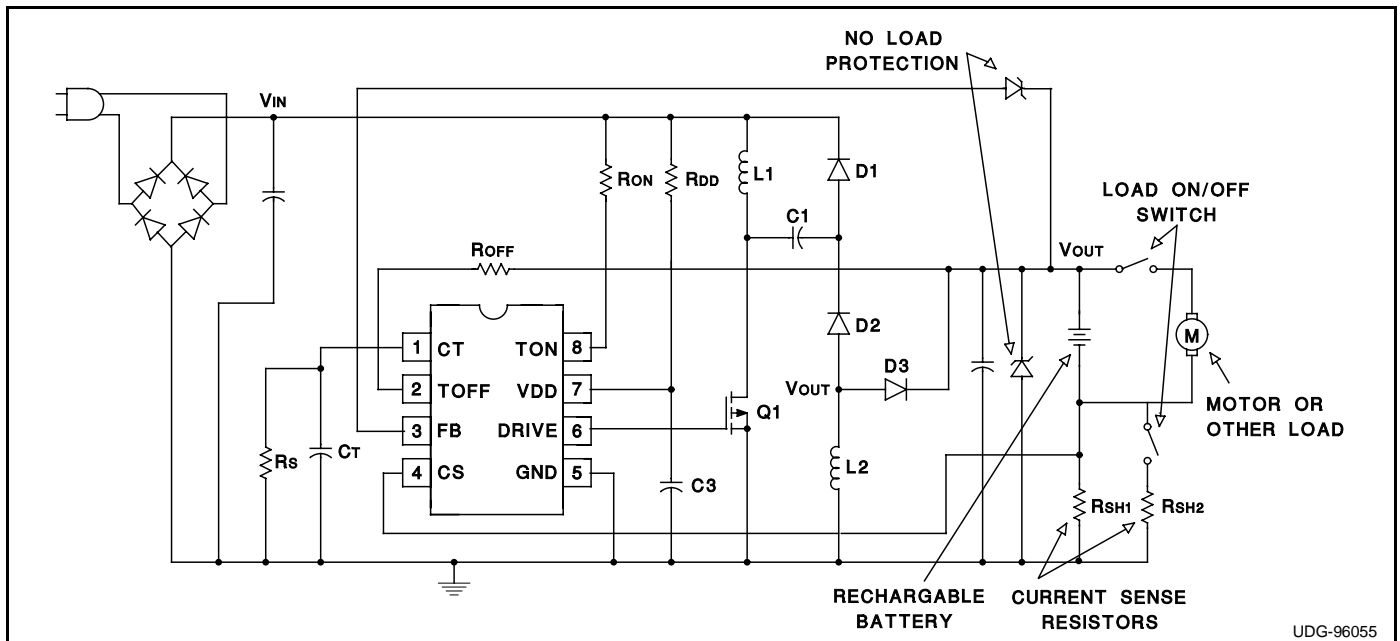 NO LOAD
PROTECTION
VIN
RON
RDD
L1
D1
C1
LOAD ON/OFF
SWITCH
ROFF
VOUT
D2
1 CT TON 8
2 TOFF VDD 7
3 FB DRIVE 6
4 CS GND 5
D3
VOUT
Q1
M
MOTOR OR
OTHER LOAD
RS
CT
C3
L2
RSH1
RSH2
RECHARGABLE
BATTERY
CURRENT SENSE
RESISTORS
UDG-96055